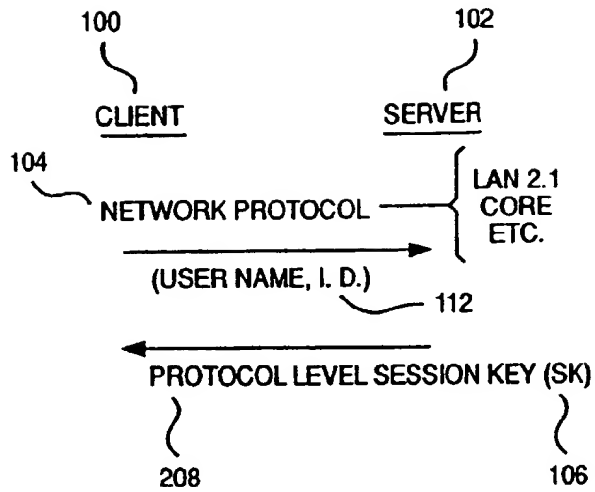 100
102
CLIENT
SERVER
104
NETWORK PROTOCOL
LAN 2.1
CORE
ETC.
(USER NAME, I. D.)
112
PROTOCOL LEVEL SESSION KEY (SK)
208
106